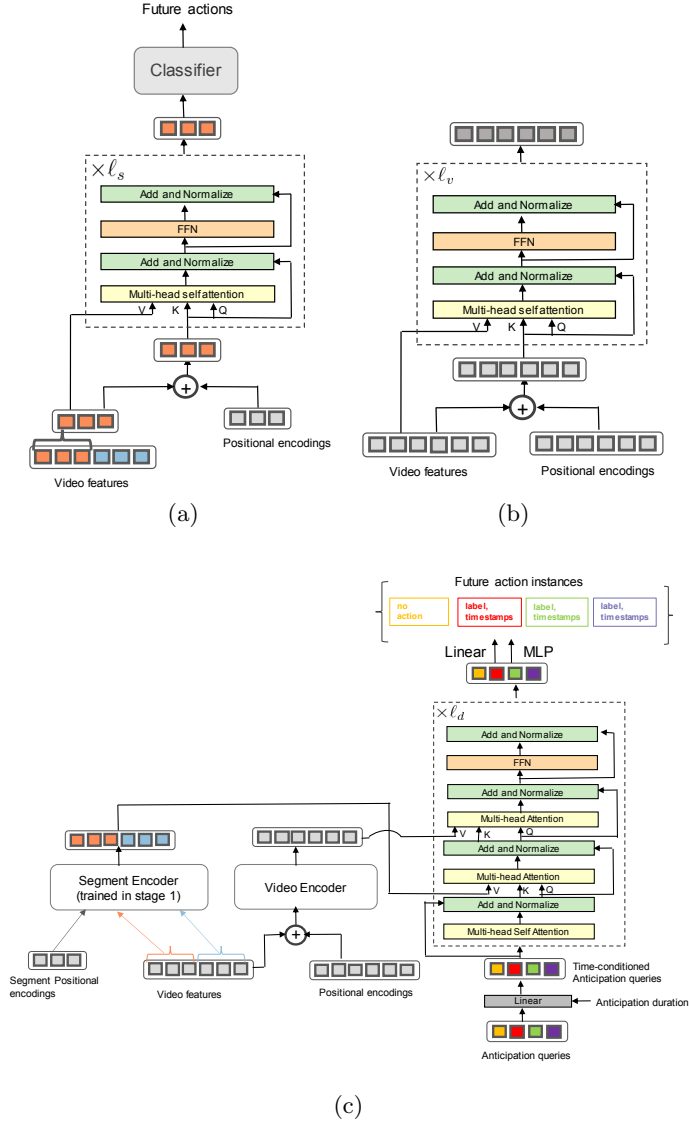 Future actions
Classifier
×ℓs
Add and Normalize
FFN
Add and Normalize
Multi-head self attention
V K Q
+
Positional encodings
Video features
(a)
×ℓv
Add and Normalize
FFN
Add and Normalize
Multi-head self attention
V K Q
+
Video features
Positional encodings
(b)
Future action instances
no
action
label,
timestamps
label,
timestamps
label,
timestamps
Linear MLP
×ℓd
Add and Normalize
FFN
Add and Normalize
Multi-head Attention
V K Q
Add and Normalize
Multi-head Attention
V K Q
Add and Normalize
Multi-head Self Attention
Segment Encoder
(trained in stage 1)
Video Encoder
+
Segment Positional
encodings
Video features
Positional encodings
Time-conditioned
Anticipation queries
Linear
Anticipation duration
Anticipation queries
(c)